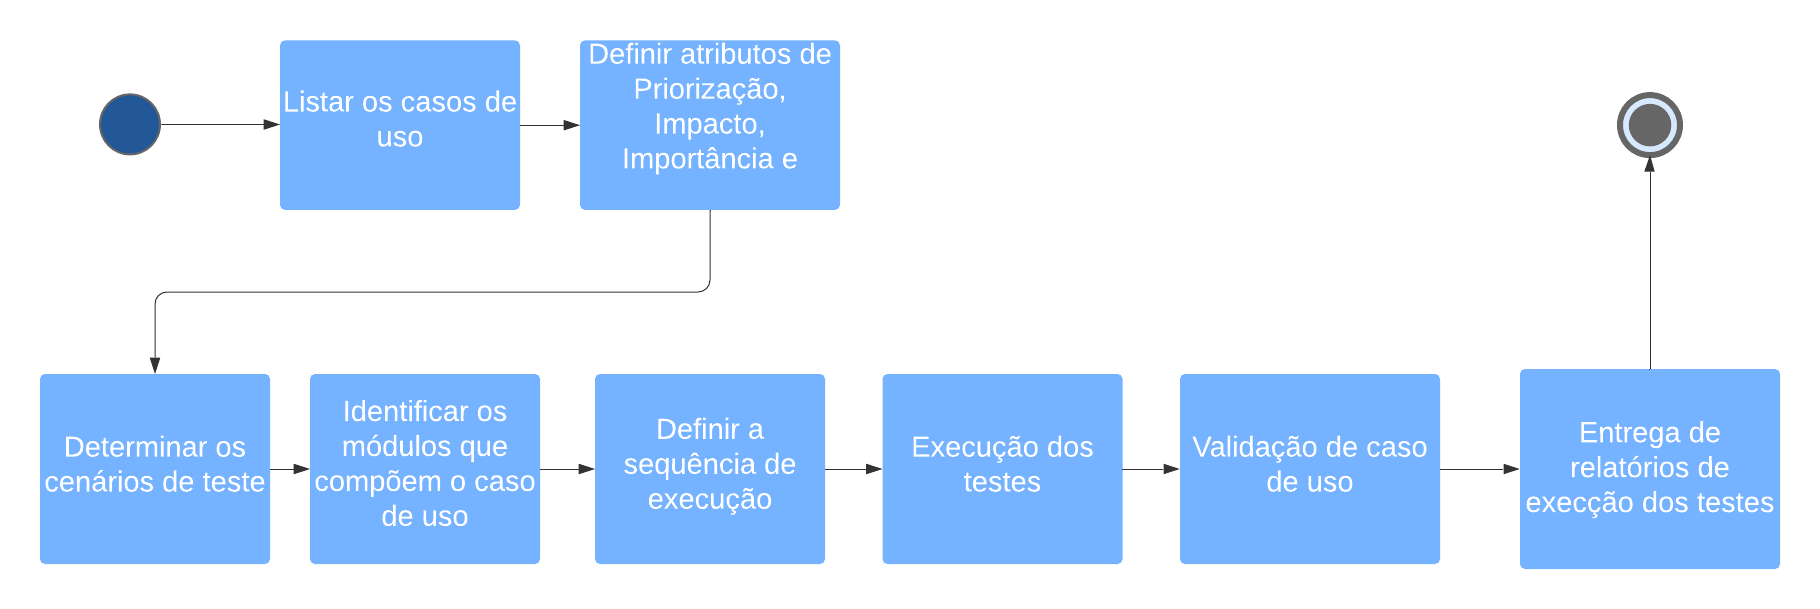 Listar os casos de
uso
Definir atributos de
Priorização,
Impacto,
Importância e
Determinar os
cenários de teste
Identificar os
módulos que
compõem o caso
de uso
Definir a
sequência de
execução
Execução dos
testes
Validação de caso
de uso
Entrega de
relatórios de
execção dos testes